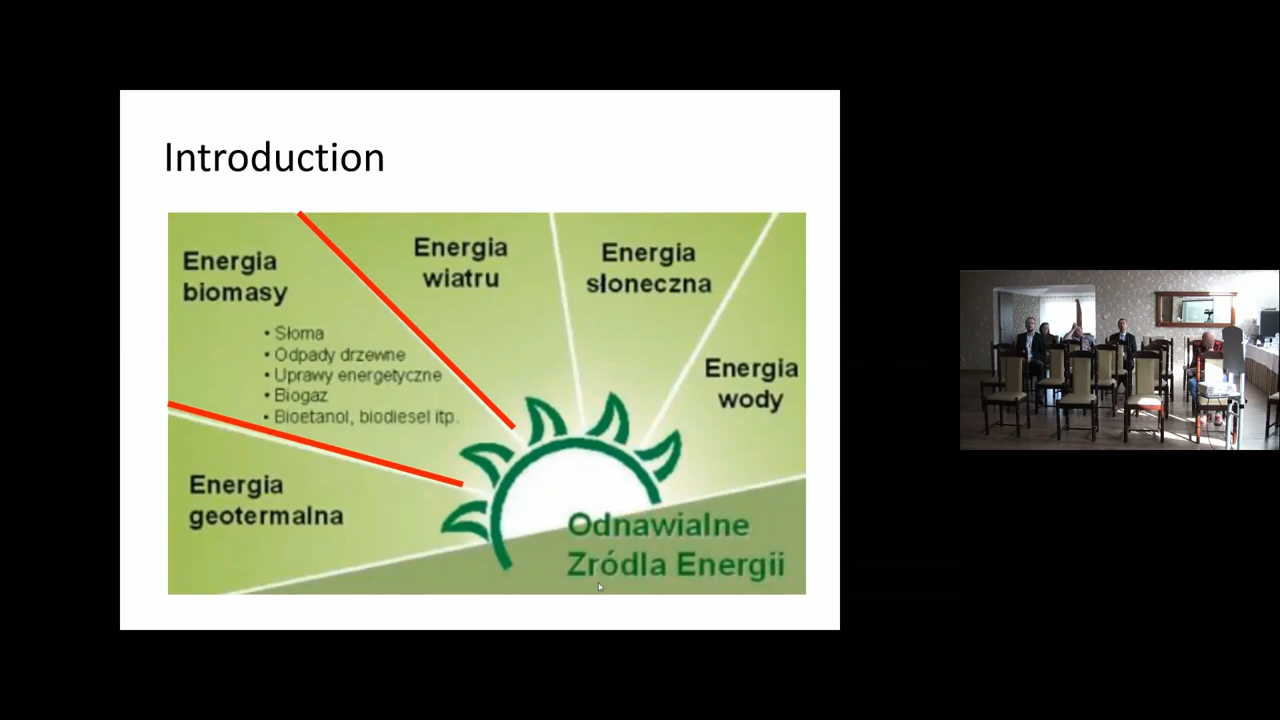 Introduction
Energia
biomasy
• Słoma
• Odpady drzewne
• Uprawy energetyczne
• Biogaz
• Bioetanol, biodiesel itp.
Energia
wiatru
Energia
słoneczna
Energia
wody
Energia
geotermalna
Odnawialne
Zródla Energii